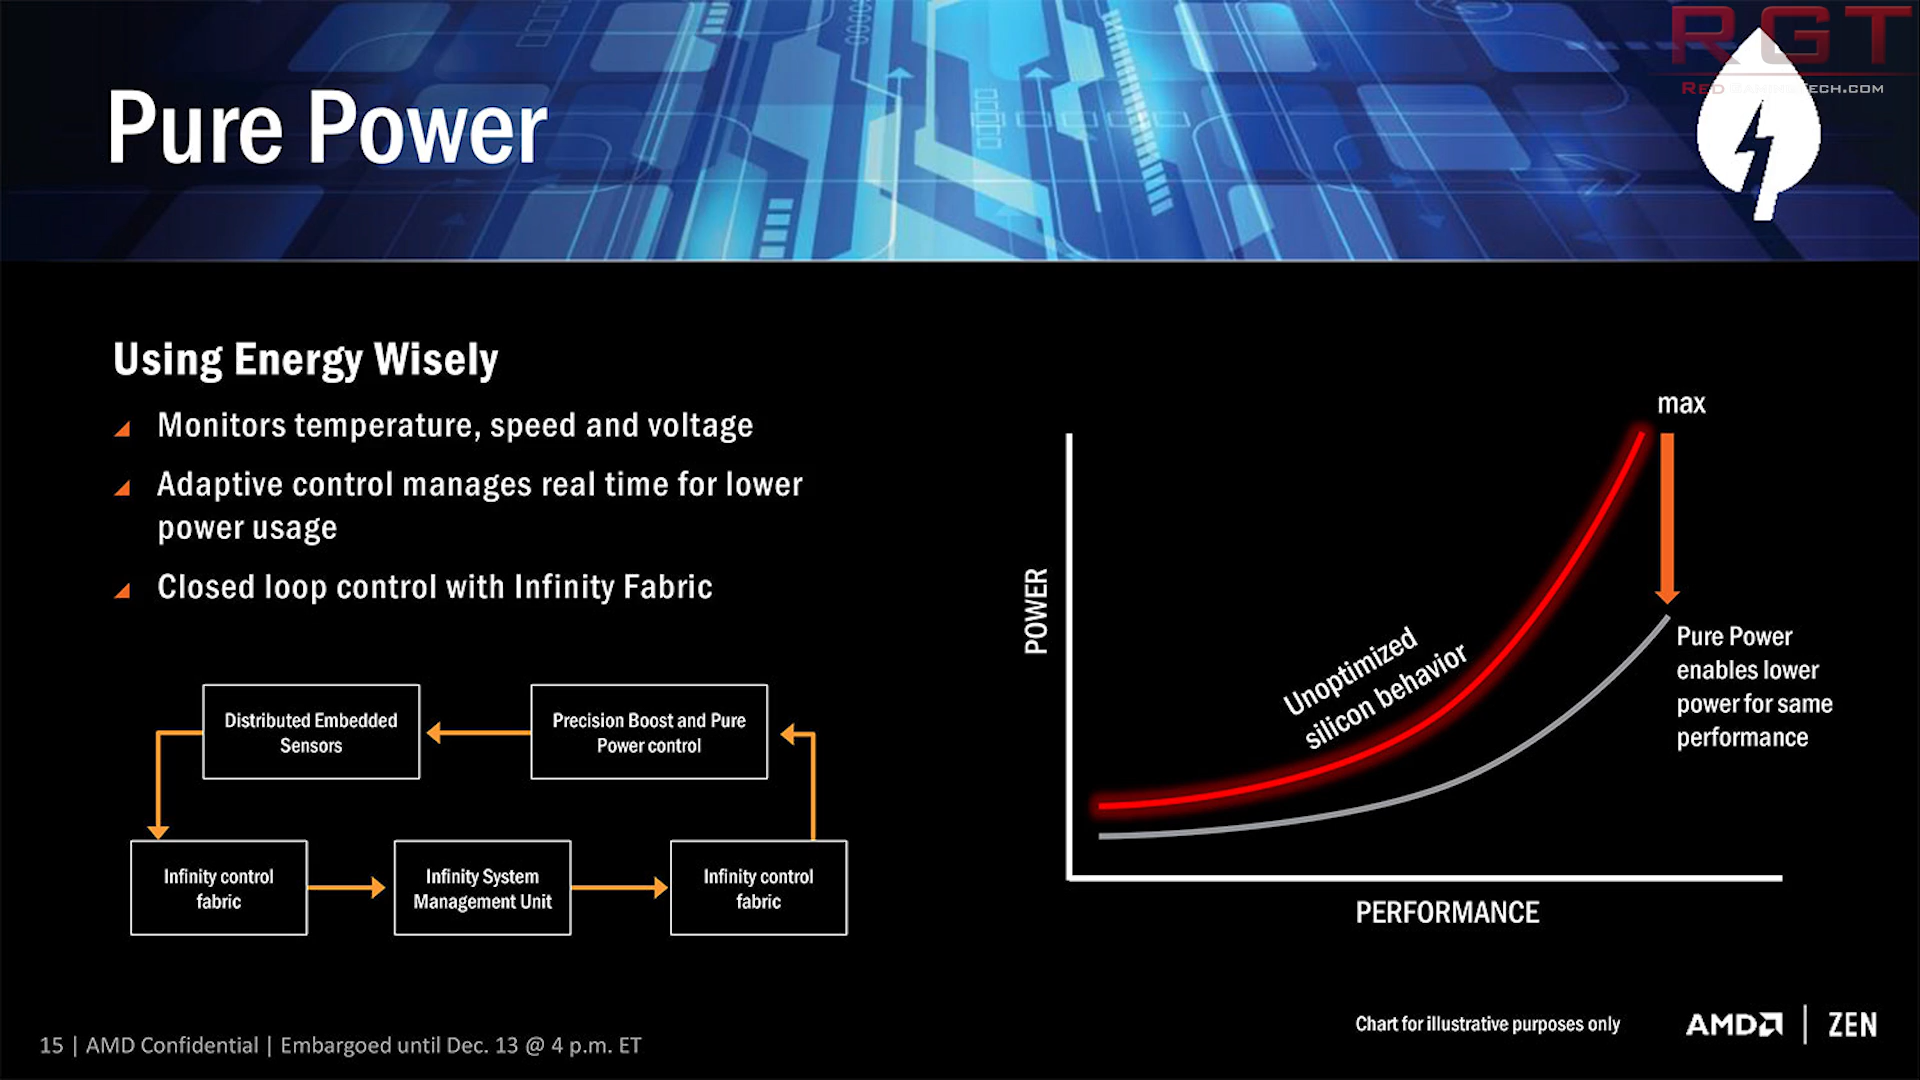 RGT
REDGAMINGTECH.COM
Pure Power
Using Energy Wisely
Monitors temperature, speed and voltage
Adaptive control manages real time for lower
power usage
Closed loop control with Infinity Fabric
Distributed Embedded
Sensors
Precision Boost and Pure
Power control
Infinity control
fabric
Infinity System
Management Unit
Infinity control
fabric
max
POWER
Unoptimized
silicon behavior
Pure Power
enables lower
power for same
performance
PERFORMANCE
Chart for illustrative purposes only
AMD | ZEN
15 | AMD Confidential | Embargoed until Dec. 13 @ 4 p.m. ET